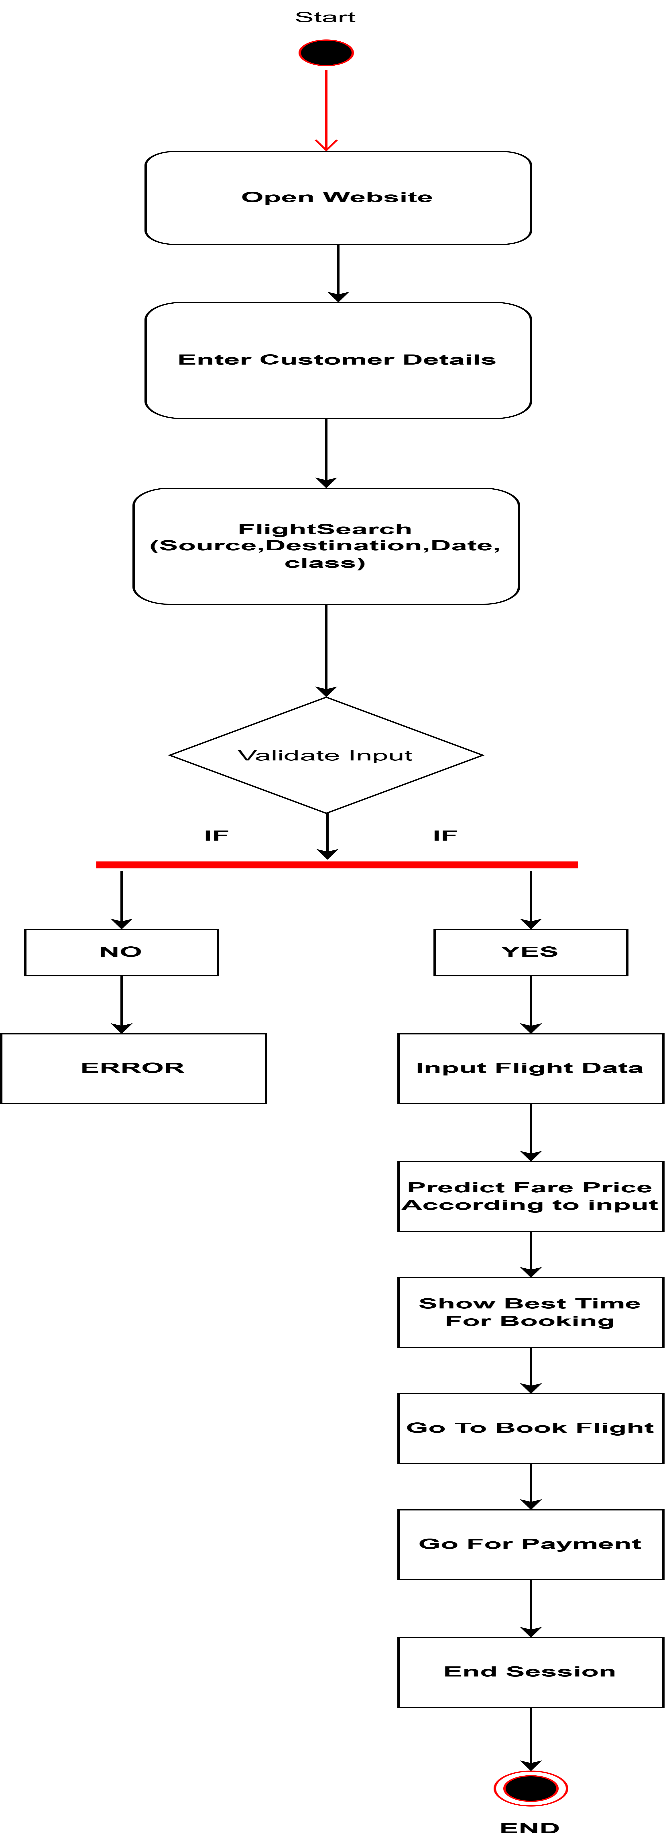 Start
Open Website
Enter Customer Details
FlightSearch
(Source,Destination,Date,
class)
Validate Input
IF
IF
NO
YES
ERROR
Input Flight Data
Predict Fare Price
According to input
Show Best Time
For Booking
Go To Book Flight
Go For Payment
End Session
END